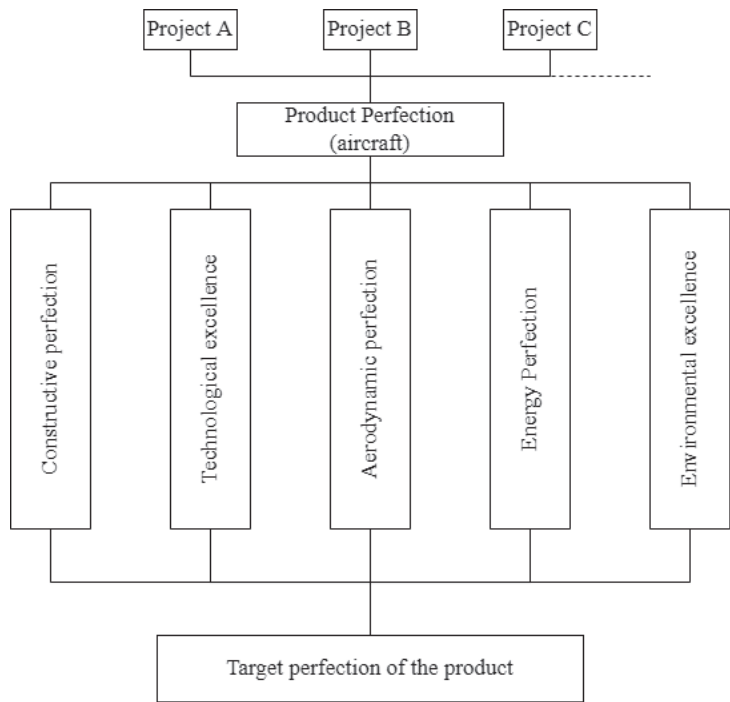 Project A
Project B
Project C
Product Perfection
(aircraft)
Constructive perfection
Technological excellence
Aerodynamic perfection
Energy Perfection
Environmental excellence
Target perfection of the product